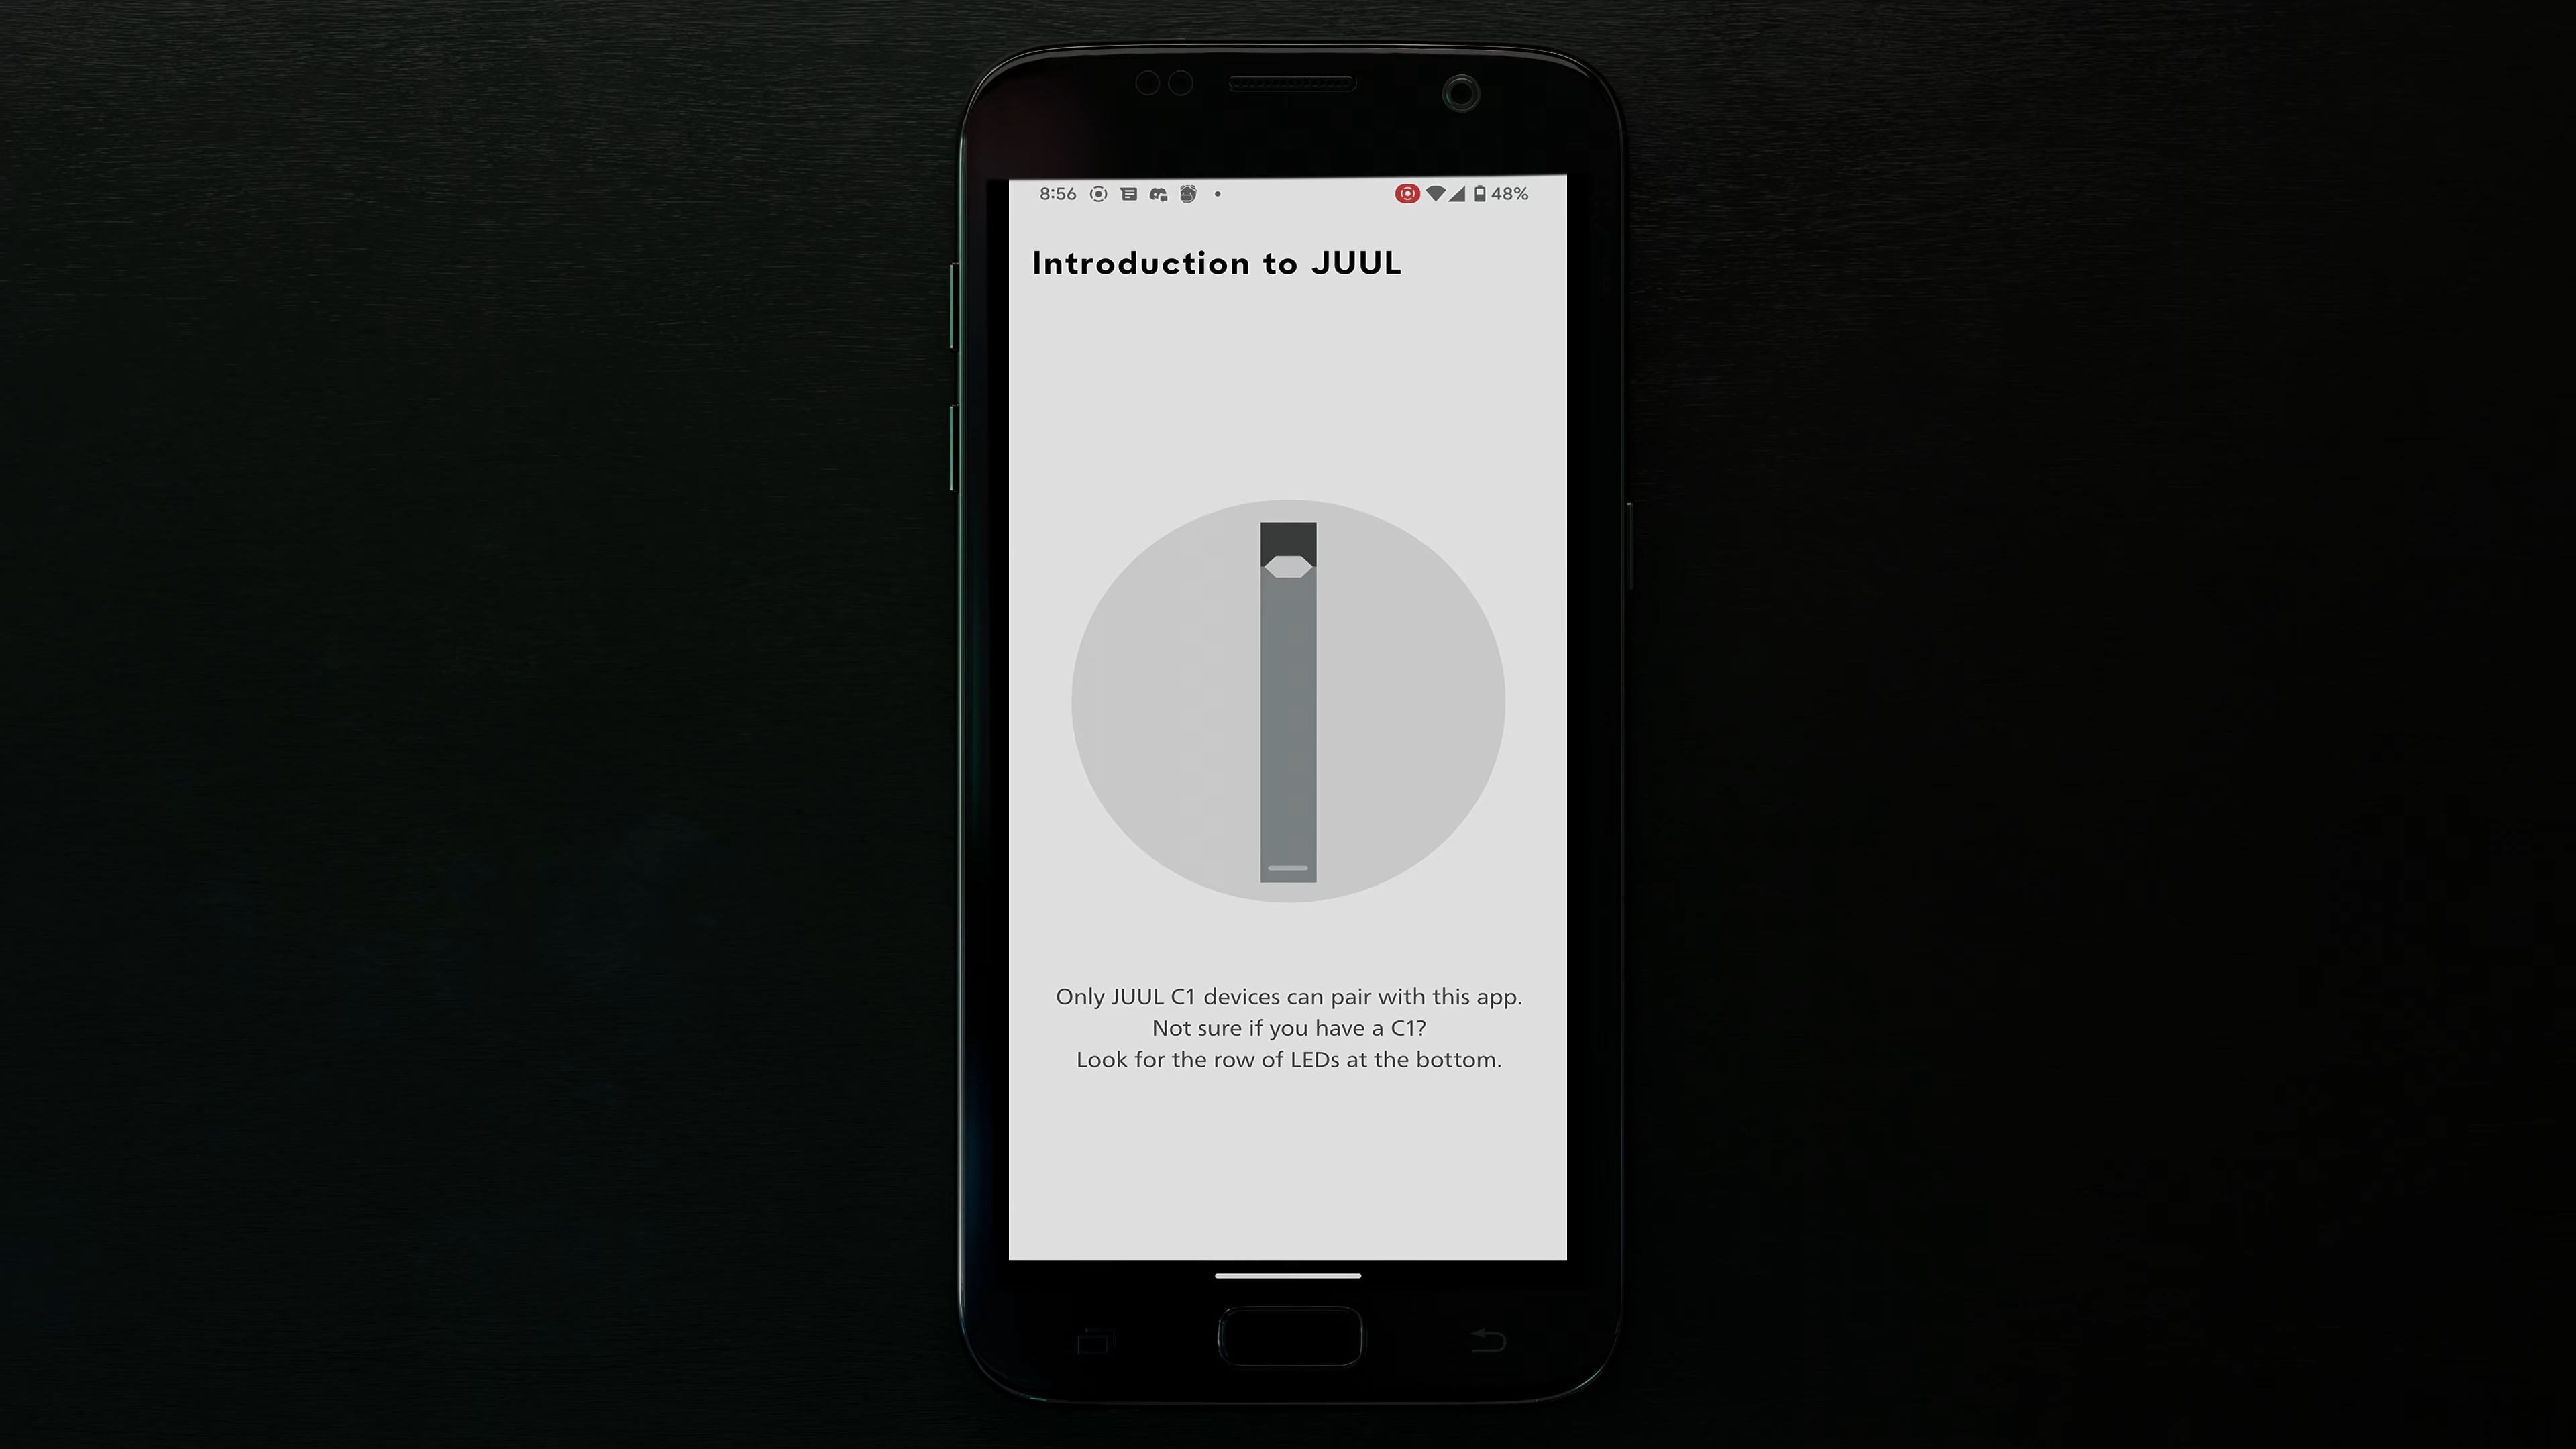 8:56
48%
Introduction to JUUL
Only JUUL C1 devices can pair with this app.
Not sure if you have a C1?
Look for the row of LEDs at the bottom.